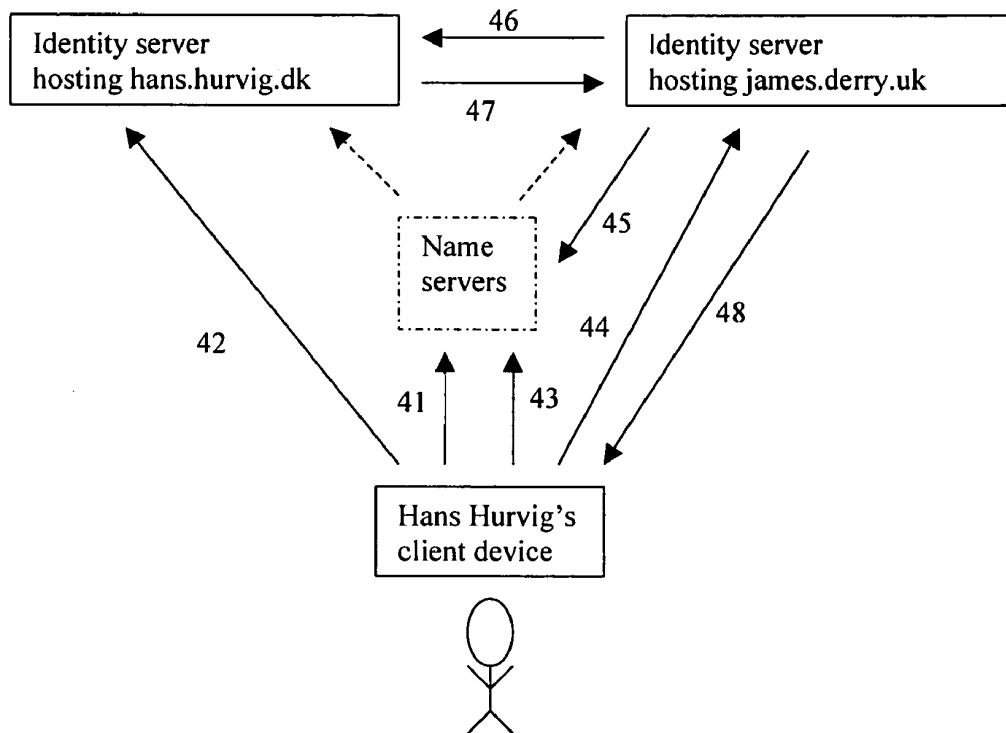 Identity server
hosting hans.hurvig.dk
46
47
Identity server
hosting james.derry.uk
Name
servers
45
42
44
48
41
43
Hans Hurvig's
client device